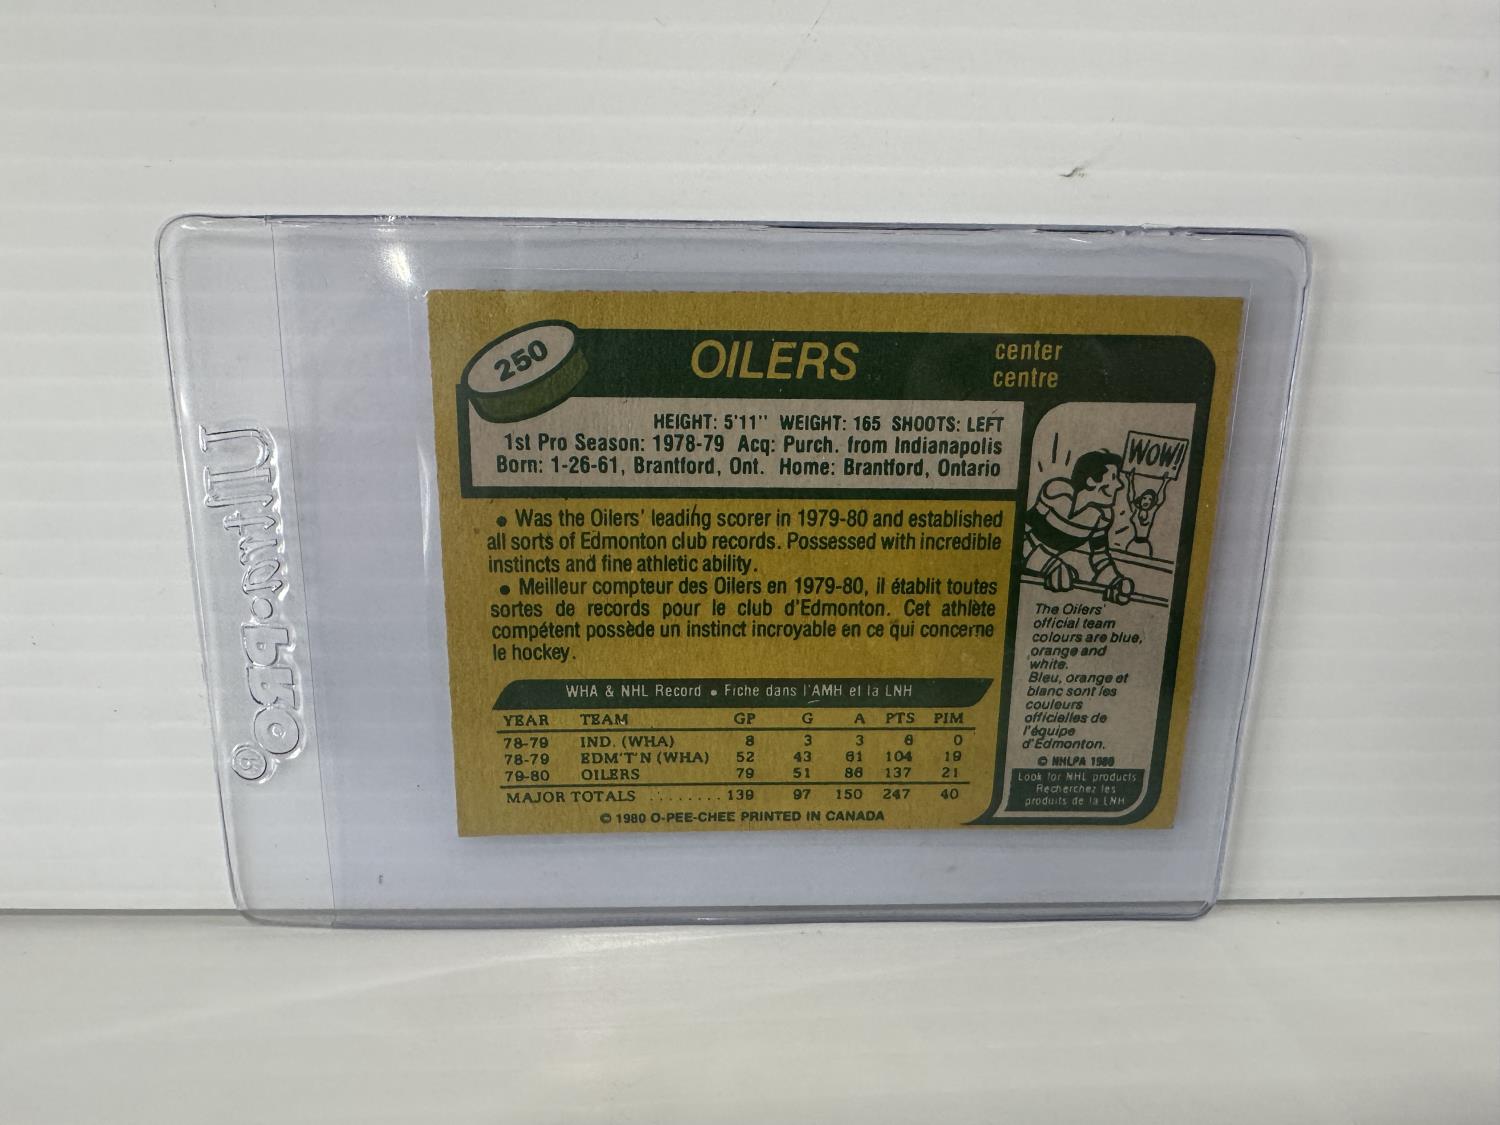 250
OILERS
center
centre
HEIGHT: 5'11" WEIGHT: 165 SHOOTS: LEFT
1st Pro Season: 1978-79 Acq: Purch. from Indianapolis
Born: 1-26-61, Brantford, Ont. Home: Brantford, Ontario
• Was the Oilers' leading scorer in 1979-80 and established
all sorts of Edmonton club records. Possessed with incredible
instincts and fine athletic ability.
• Meilleur compteur des Oilers en 1979-80, il établit toutes
sortes de records pour le club d'Edmonton. Cet athlète
compétent possède un instinct incroyable en ce qui concerne
le hockey.
WHA & NHL Record • Fiche dans l'AMH et la LNH
YEAR TEAM GP G A PTS PIM
78-79 IND. (WHA) 8 3 3 6 0
78-79 EDM'T'N (WHA) 52 43 61 104 19
79-80 OILERS 79 51 86 137 21
MAJOR TOTALS ........ 139 97 150 247 40
© 1980 O-PEE-CHEE PRINTED IN CANADA
WOW!
The Oilers'
official team
colours are blue,
orange and
white.
Bleu, orange et
blanc sont les
couleurs
officielles de
l'équipe
d'Edmonton.
© NHLPA 1980
Look for NHL products
Recherchez les
produits de la LNH
Ultra·PRO®